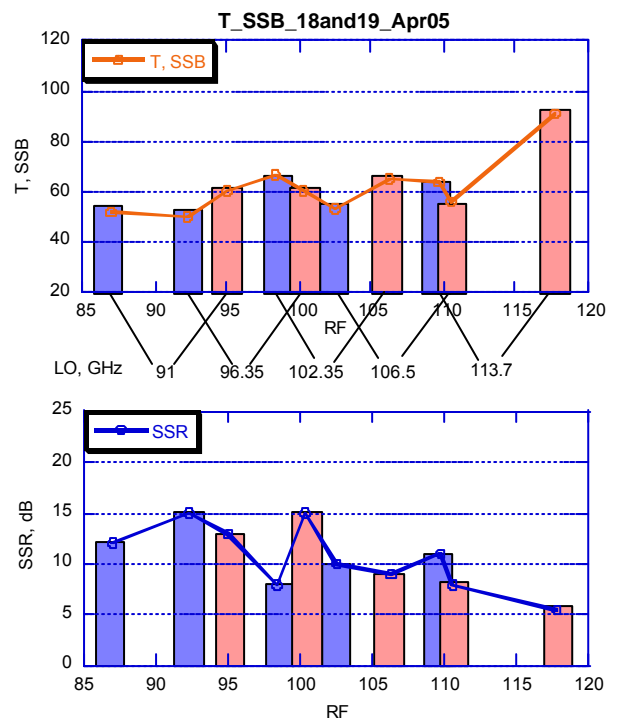 T_SSB_18and19_Apr05
120
T, SSB
100
80
60
40
20
T, SSB
85 90 95 100 105 110 115 120
RF
LO, GHz 91 96.35 102.35 106.5 113.7
25
SSR
20
15
10
5
0
SSR, dB
85 90 95 100 105 110 115 120
RF